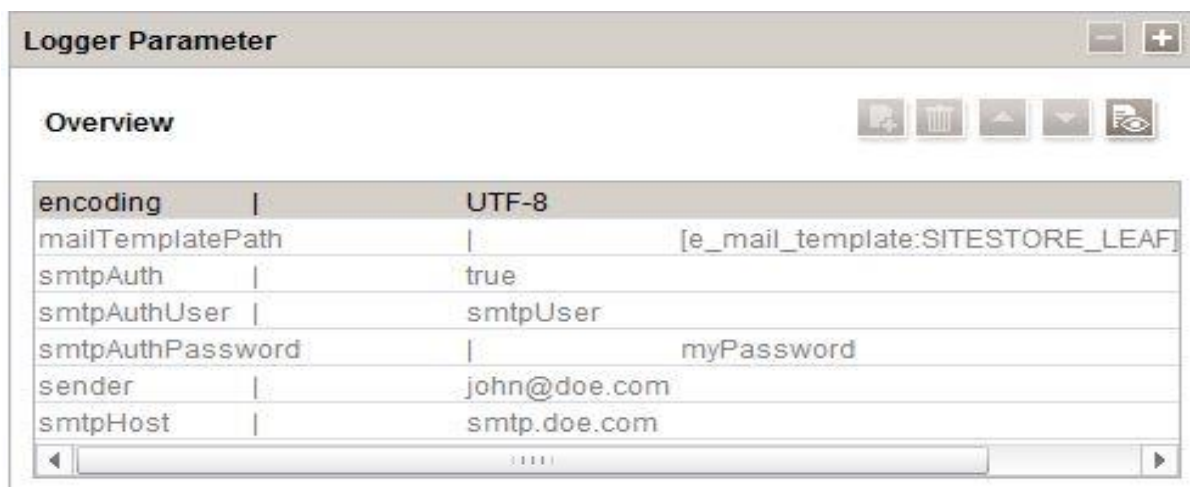 Logger Parameter
Overview
encoding | UTF-8
mailTemplatePath | [e_mail_template:SITESTORE_LEAF]
smtpAuth | true
smtpAuthUser | smtpUser
smtpAuthPassword | myPassword
sender | john@doe.com
smtpHost | smtp.doe.com